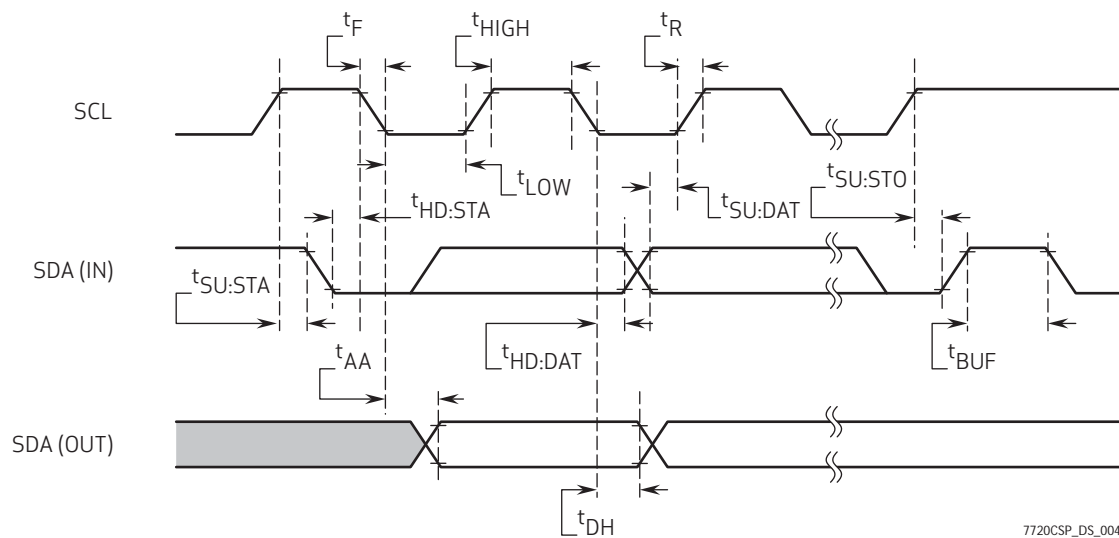 tF
tHIGH
tR
SCL
tLOW
tSU:STO
tHD:STA
tSU:DAT
SDA (IN)
tSU:STA
tAA
tHD:DAT
tBUF
SDA (OUT)
tDH
7720CSP_DS_004